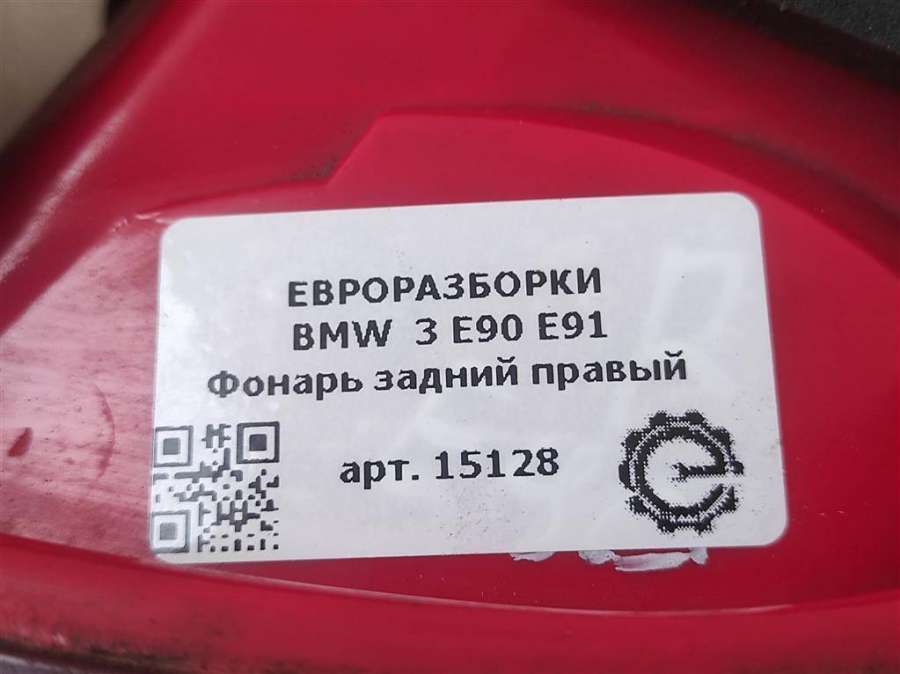 ЕВРОРАЗБОРКИ
BMW 3 E90 E91
Фонарь задний правый
арт. 15128